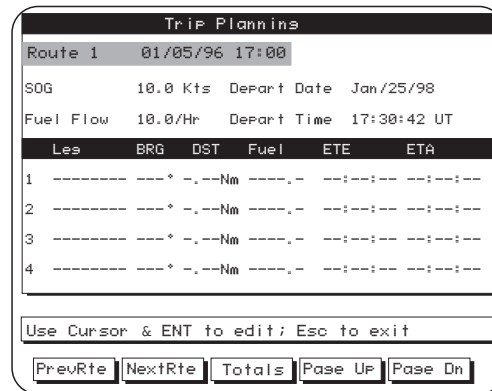 Trip Planning
Route 1 01/05/96 17:00
SOG 10.0 Kts Depart Date Jan/25/98
Fuel Flow 10.0/Hr Depart Time 17:30:42 UT
Leg BRG DST Fuel ETE ETA
1 -------- ---° -.--Nm ----.- --:--:-- --:--:--
2 -------- ---° -.--Nm ----.- --:--:-- --:--:--
3 -------- ---° -.--Nm ----.- --:--:-- --:--:--
4 -------- ---° -.--Nm ----.- --:--:-- --:--:--
Use Cursor & ENT to edit; Esc to exit
PrevRte NextRte Totals Page Up Page Dn